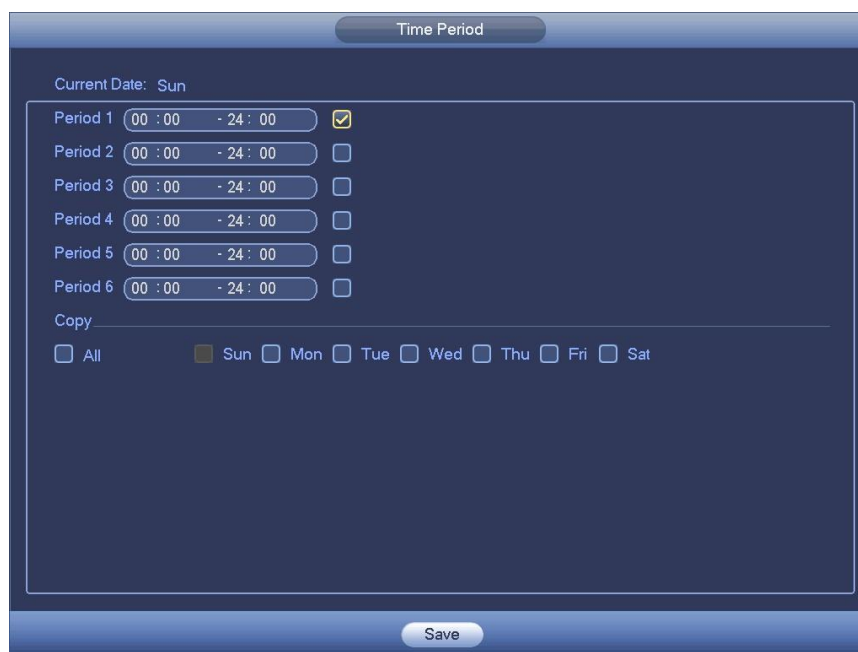 Time Period
Current Date: Sun
Period 1 00 :00 - 24 : 00
Period 2 00 :00 - 24 : 00
Period 3 00 :00 - 24 : 00
Period 4 00 :00 - 24 : 00
Period 5 00 :00 - 24 : 00
Period 6 00 :00 - 24 : 00
Copy
All Sun Mon Tue Wed Thu Fri Sat
Save